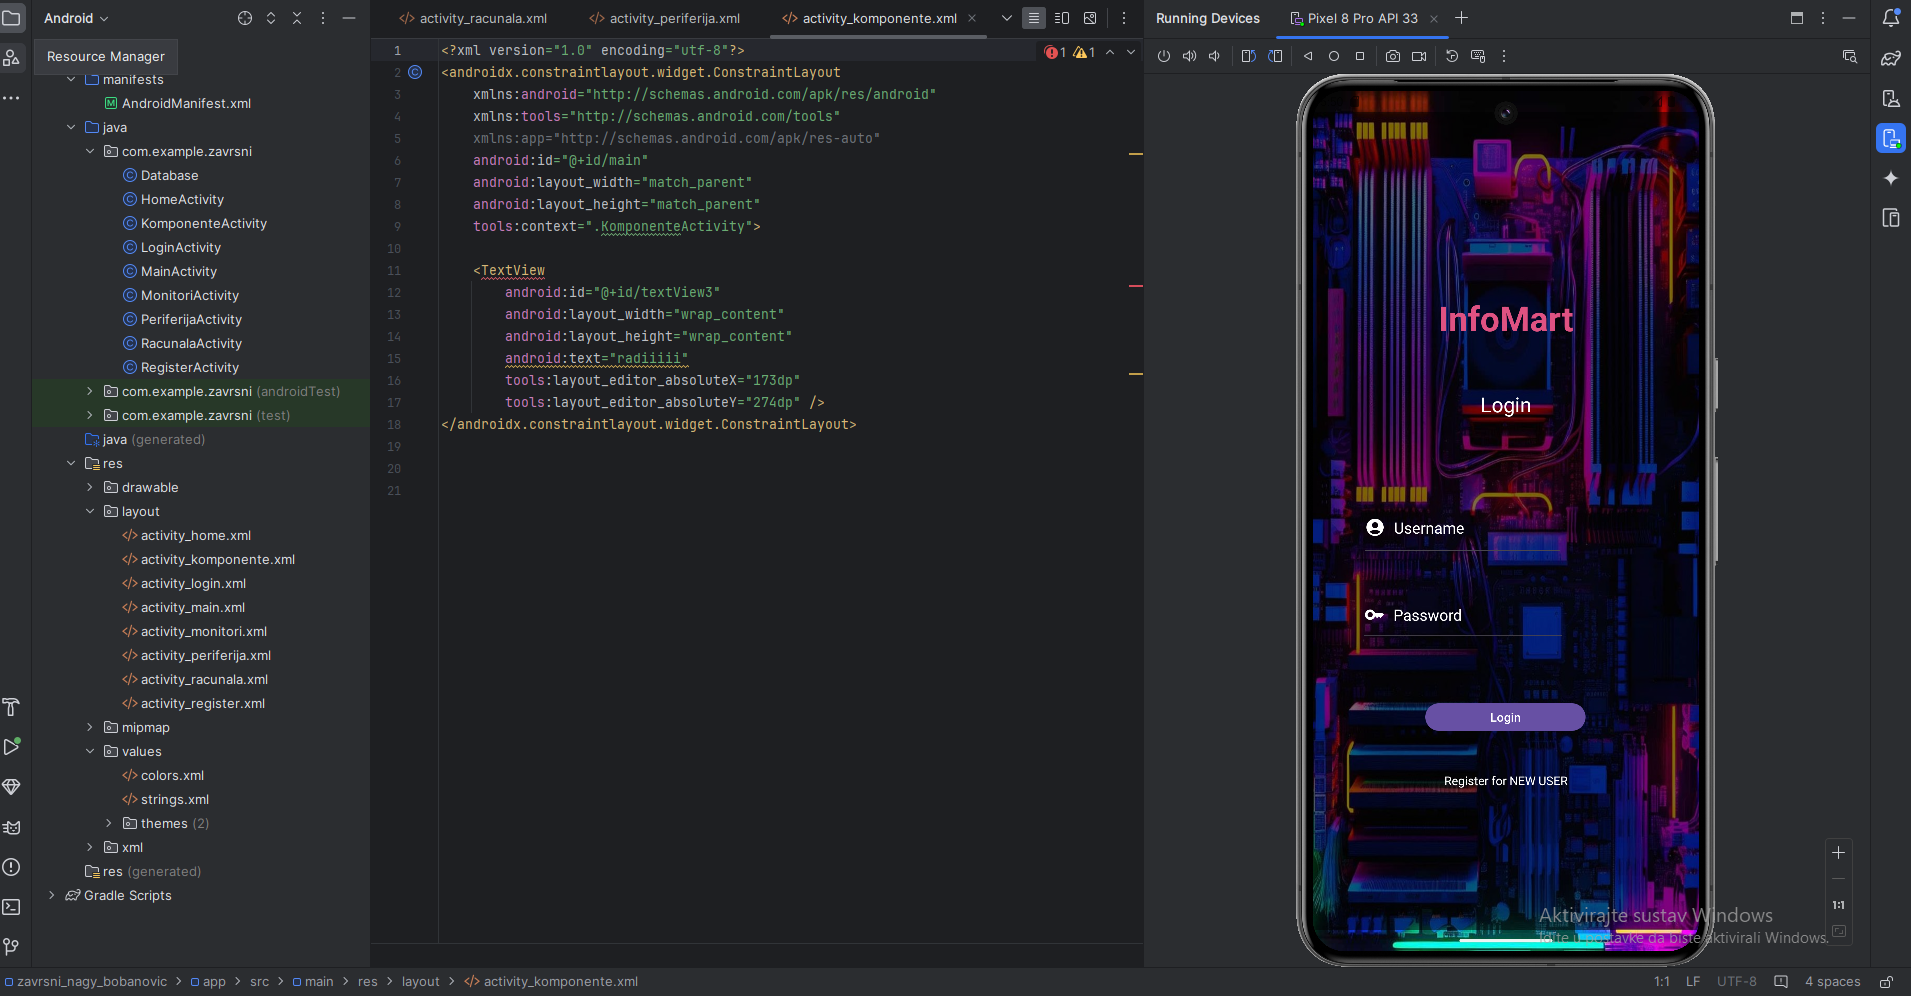 Android
activity_racunala.xml
activity_periferija.xml
activity_komponente.xml
Running Devices
Pixel 8 Pro API 33
Resource Manager
manifests
AndroidManifest.xml
java
com.example.zavrsni
Database
HomeActivity
KomponenteActivity
LoginActivity
MainActivity
MonitoriActivity
PeriferijaActivity
RacunalaActivity
RegisterActivity
com.example.zavrsni (androidTest)
com.example.zavrsni (test)
java (generated)
res
drawable
layout
activity_home.xml
activity_komponente.xml
activity_login.xml
activity_main.xml
activity_monitori.xml
activity_periferija.xml
activity_racunala.xml
activity_register.xml
mipmap
values
colors.xml
strings.xml
themes (2)
xml
res (generated)
Gradle Scripts
1 <?xml version="1.0" encoding="utf-8"?>
1 1
2 <androidx.constraintlayout.widget.ConstraintLayout
3 xmlns:android="http://schemas.android.com/apk/res/android"
4 xmlns:tools="http://schemas.android.com/tools"
5 xmlns:app="http://schemas.android.com/apk/res-auto"
6 android:id="@+id/main"
7 android:layout_width="match_parent"
8 android:layout_height="match_parent"
9 tools:context=".KomponenteActivity">
10
11 <TextView
12 android:id="@+id/textView3"
13 android:layout_width="wrap_content"
14 android:layout_height="wrap_content"
15 android:text="radiiiii"
16 tools:layout_editor_absoluteX="173dp"
17 tools:layout_editor_absoluteY="274dp" />
18 </androidx.constraintlayout.widget.ConstraintLayout>
19
20
21
InfoMart
Login
Username
Password
Login
Register for NEW USER
1:1
Aktivirajte sustav Windows
Idite u postavke da biste aktivirali Windows.
zavrsni_nagy_bobanovic > app > src > main > res > layout > activity_komponente.xml
1:1 LF UTF-8 4 spaces